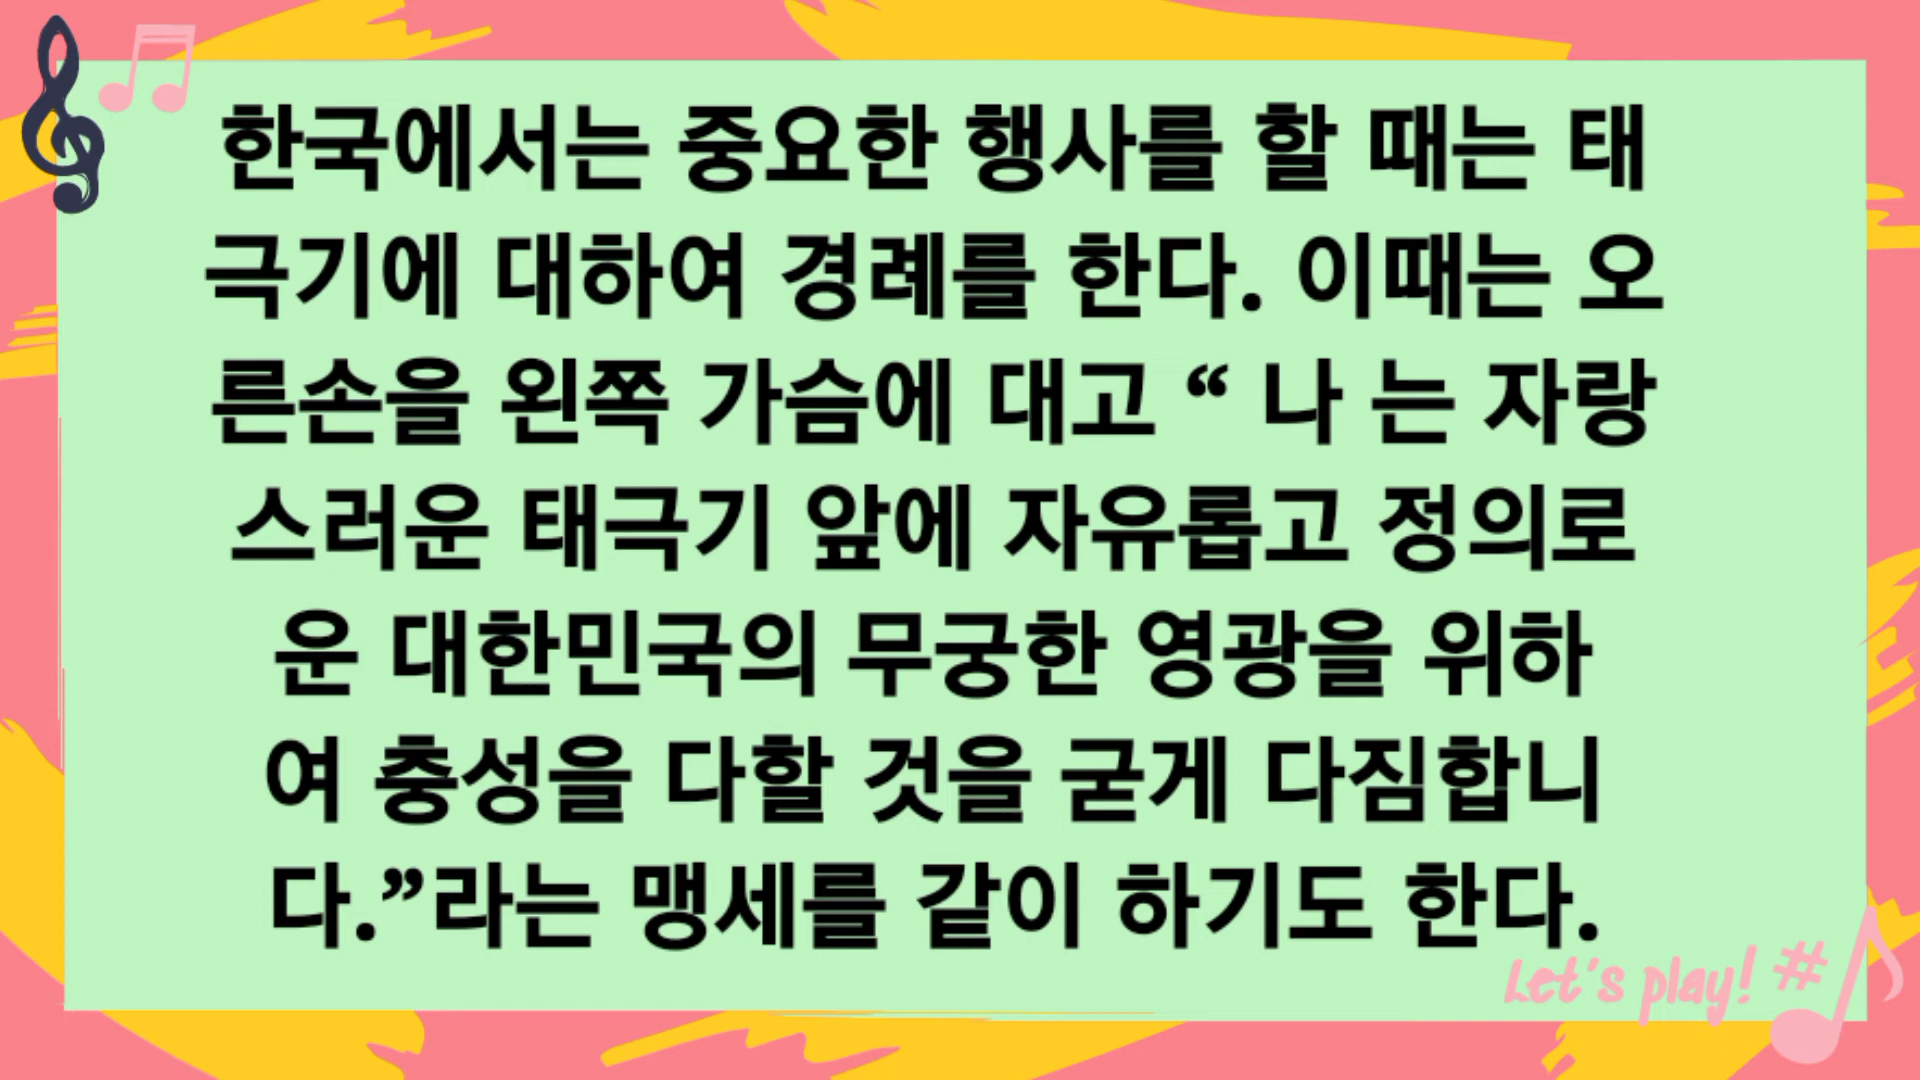 한국에서는 중요한 행사를 할 때는 태
극기에 대하여 경례를 한다. 이때는 오
른손을 왼쪽 가슴에 대고 “ 나 는 자랑
스러운 태극기 앞에 자유롭고 정의로
운 대한민국의 무궁한 영광을 위하
여 충성을 다할 것을 굳게 다짐합니
다.”라는 맹세를 같이 하기도 한다.
Let's play! #